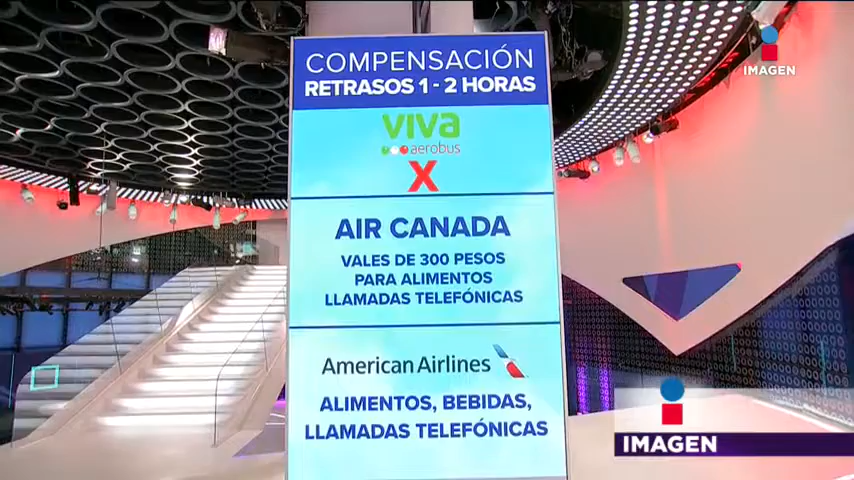 COMPENSACIÓN
RETRASOS 1 - 2 HORAS
viva
aerobus
X
AIR CANADA
VALES DE 300 PESOS
PARA ALIMENTOS
LLAMADAS TELEFÓNICAS
American Airlines
ALIMENTOS, BEBIDAS,
LLAMADAS TELEFÓNICAS
IMAGEN
IMAGEN